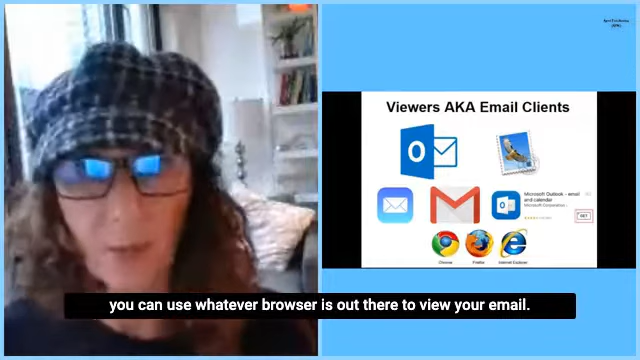 Viewers AKA Email Clients
Microsoft Outlook - email
and calendar
Microsoft Corporation
GET
Chrome
Firefox
Internet Explorer
you can use whatever browser is out there to view your email.